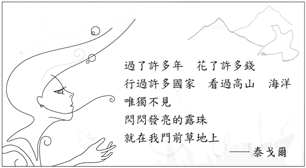 過了許多年　花了許多錢
行過許多國家　看過高山　海洋
唯獨不見
閃閃發亮的露珠
就在我門前草地上
——泰戈爾